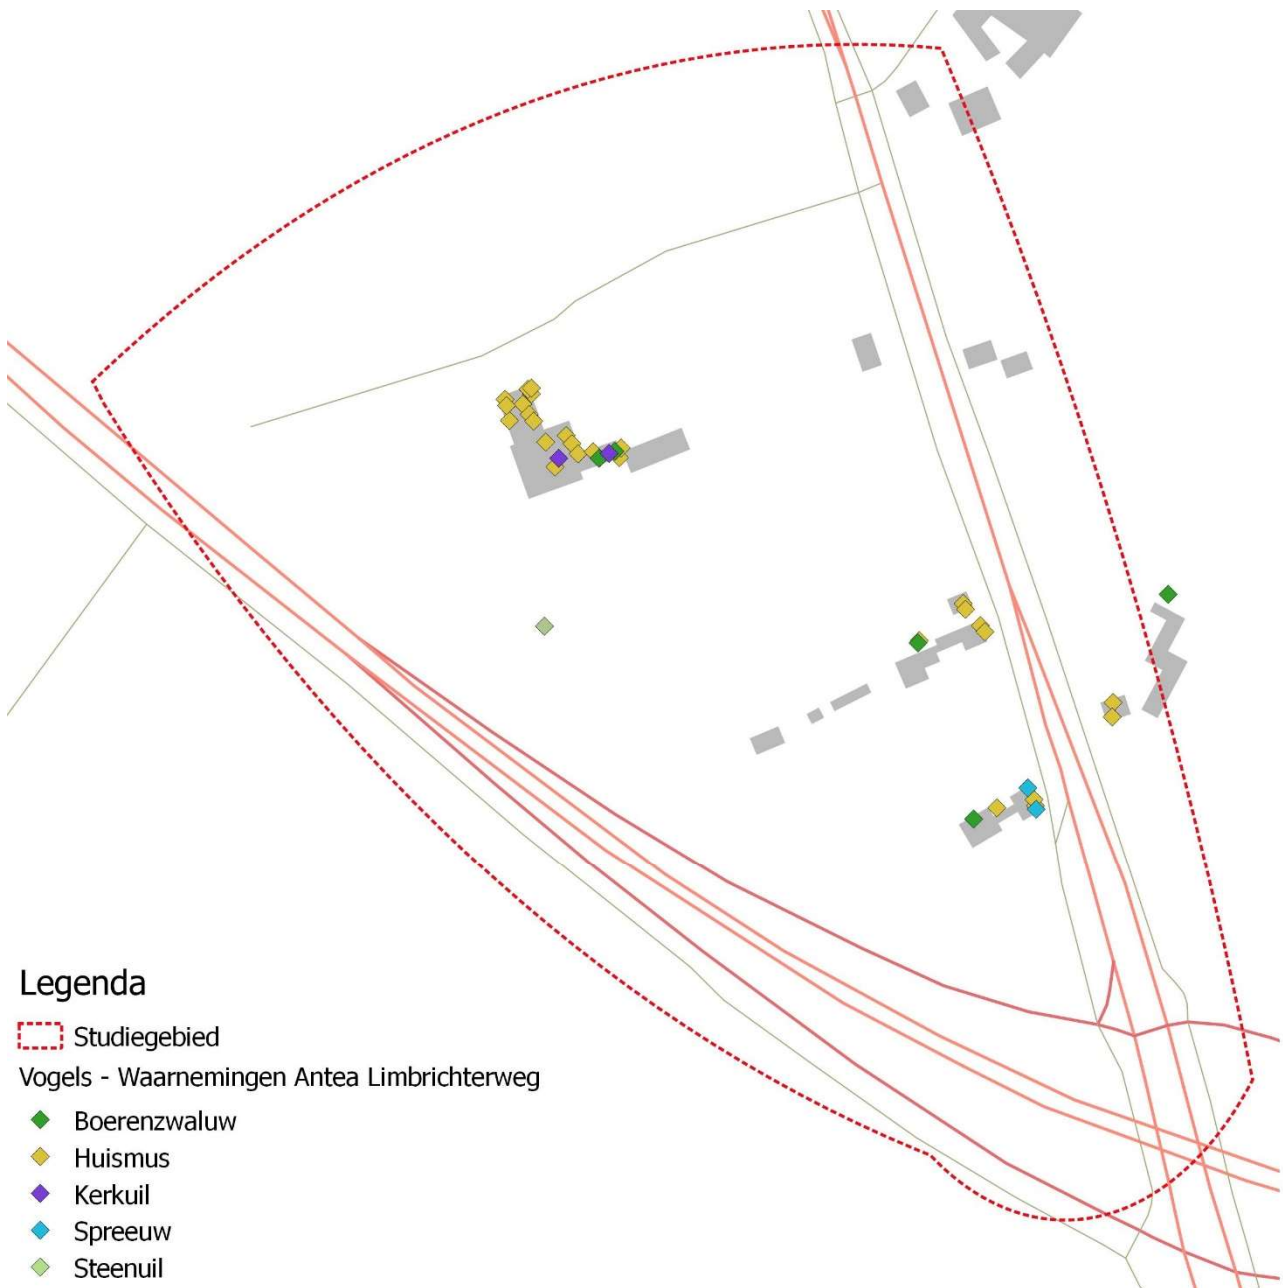 Legenda
Studiegebied
Vogels - Waarnemingen Antea Limbrichterweg
Boerenzwaluw
Huismus
Kerkuil
Spreeuw
Steenuil